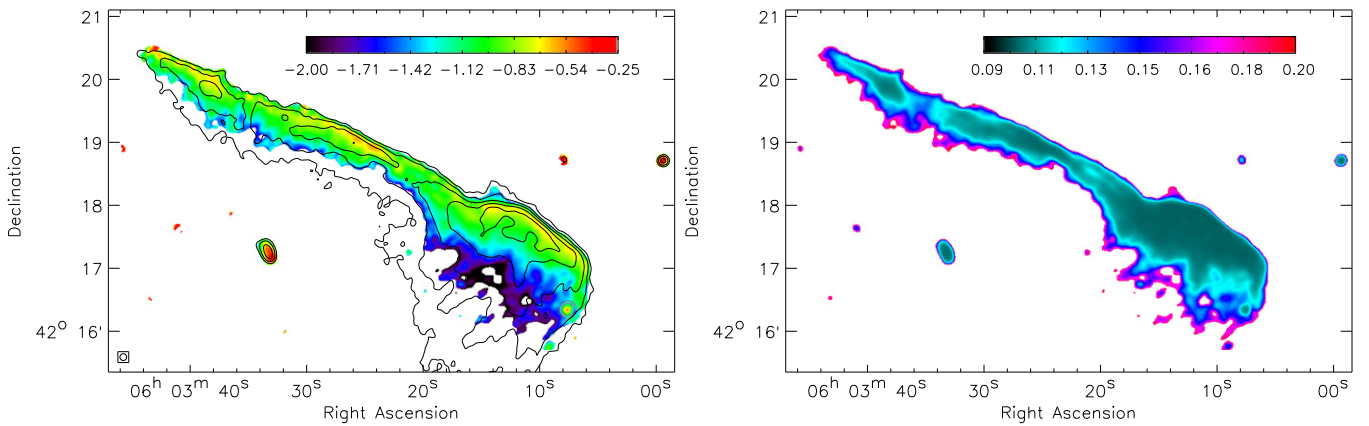 21
20
19
18
17
42° 16'
Declination
−2.00 −1.71 −1.42 −1.12 −0.83 −0.54 −0.25
06h 03m 40s 30s 20s 10s 00s
Right Ascension
21
20
19
18
17
42° 16'
Declination
0.09 0.11 0.13 0.15 0.16 0.18 0.20
06h 03m 40s 30s 20s 10s 00s
Right Ascension